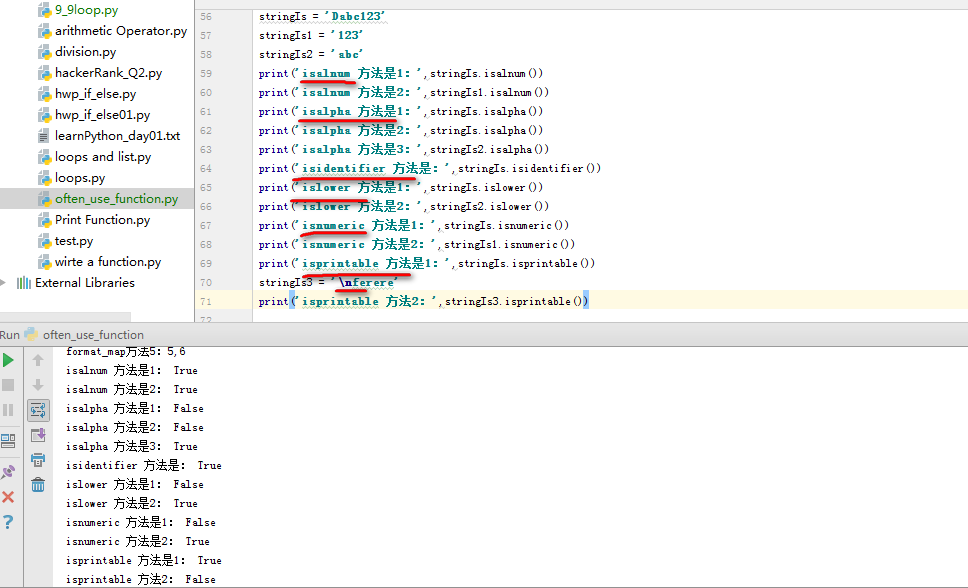 9_9loop.py
arithmetic Operator.py
division.py
hackerRank_Q2.py
hwp_if_else.py
hwp_if_else01.py
learnPython_day01.txt
loops and list.py
loops.py
often_use_function.py
Print Function.py
test.py
wirte a function.py
External Libraries
56 stringIs = 'Dabc123'
57 stringIs1 = '123'
58 stringIs2 = 'abc'
59 print('isalnum 方法是1：',stringIs.isalnum())
60 print('isalnum 方法是2：',stringIs1.isalnum())
61 print('isalpha 方法是1：',stringIs.isalpha())
62 print('isalpha 方法是2：',stringIs.isalpha())
63 print('isalpha 方法是3：',stringIs2.isalpha())
64 print('isidentifier 方法是：',stringIs.isidentifier())
65 print('islower 方法是1：',stringIs.islower())
66 print('islower 方法是2：',stringIs2.islower())
67 print('isnumeric 方法是1：',stringIs.isnumeric())
68 print('isnumeric 方法是2：',stringIs1.isnumeric())
69 print('isprintable 方法是1：',stringIs.isprintable())
70 stringIs3 = '\nferere'
71 print('isprintable 方法2：',stringIs3.isprintable())
72
Run often_use_function
format_map方法5：5,6
isalnum 方法是1： True
isalnum 方法是2： True
isalpha 方法是1： False
isalpha 方法是2： False
isalpha 方法是3： True
isidentifier 方法是： True
islower 方法是1： False
islower 方法是2： True
isnumeric 方法是1： False
isnumeric 方法是2： True
isprintable 方法是1： True
isprintable 方法2： False